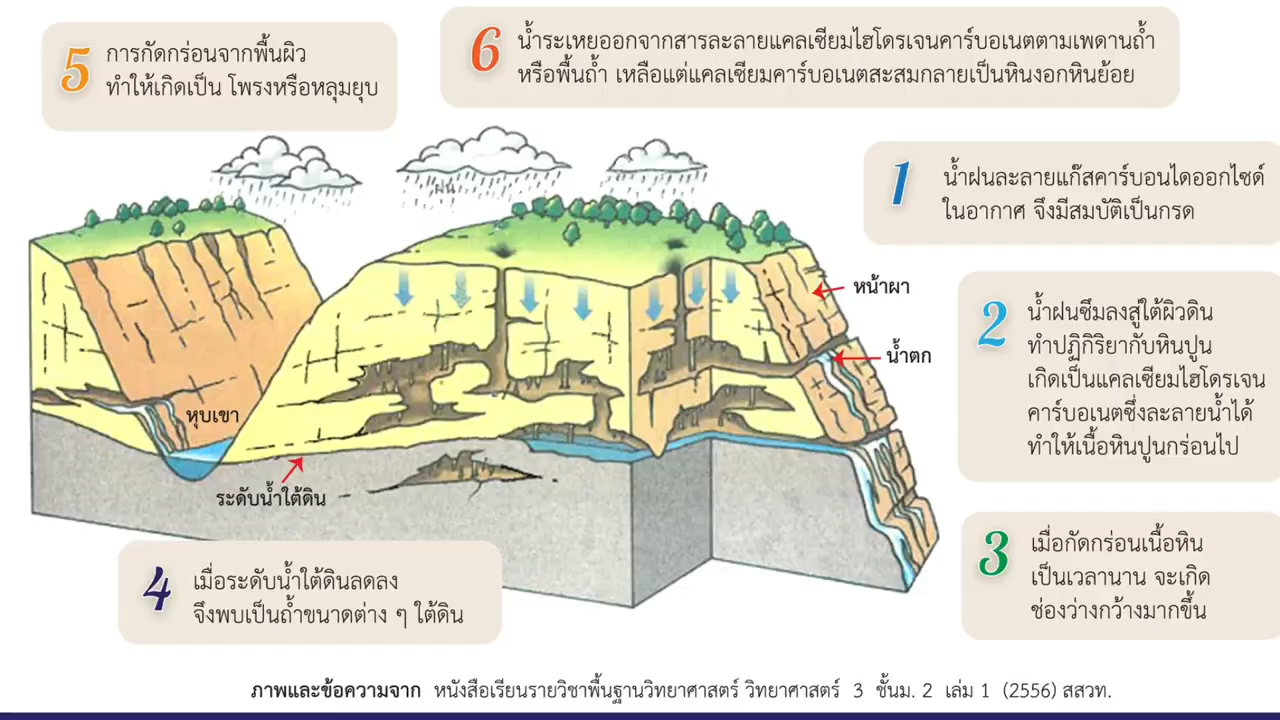 5
การกัดกร่อนจากพื้นผิว
ทำให้เกิดเป็น โพรงหรือหลุมยุบ
6
น้ำระเหยออกจากสารละลายแคลเซียมไฮโดรเจนคาร์บอเนตตามเพดานถ้ำ
หรือพื้นถ้ำ เหลือแต่แคลเซียมคาร์บอเนตสะสมกลายเป็นหินงอกหินย้อย
1
น้ำฝนละลายแก๊สคาร์บอนไดออกไซด์
ในอากาศ จึงมีสมบัติเป็นกรด
ฝน
หน้าผา
2
น้ำฝนซึมลงสู่ใต้ผิวดิน
ทำปฏิกิริยากับหินปูน
เกิดเป็นแคลเซียมไฮโดรเจน
คาร์บอเนตซึ่งละลายน้ำได้
ทำให้เนื้อหินปูนกร่อนไป
น้ำตก
หุบเขา
ระดับน้ำใต้ดิน
3
เมื่อกัดกร่อนเนื้อหิน
เป็นเวลานาน จะเกิด
ช่องว่างกว้างมากขึ้น
4
เมื่อระดับน้ำใต้ดินลดลง
จึงพบเป็นถ้ำขนาดต่าง ๆ ใต้ดิน
ภาพและข้อความจาก หนังสือเรียนรายวิชาพื้นฐานวิทยาศาสตร์ วิทยาศาสตร์ 3 ชั้นม. 2 เล่ม 1 (2556) สสวท.